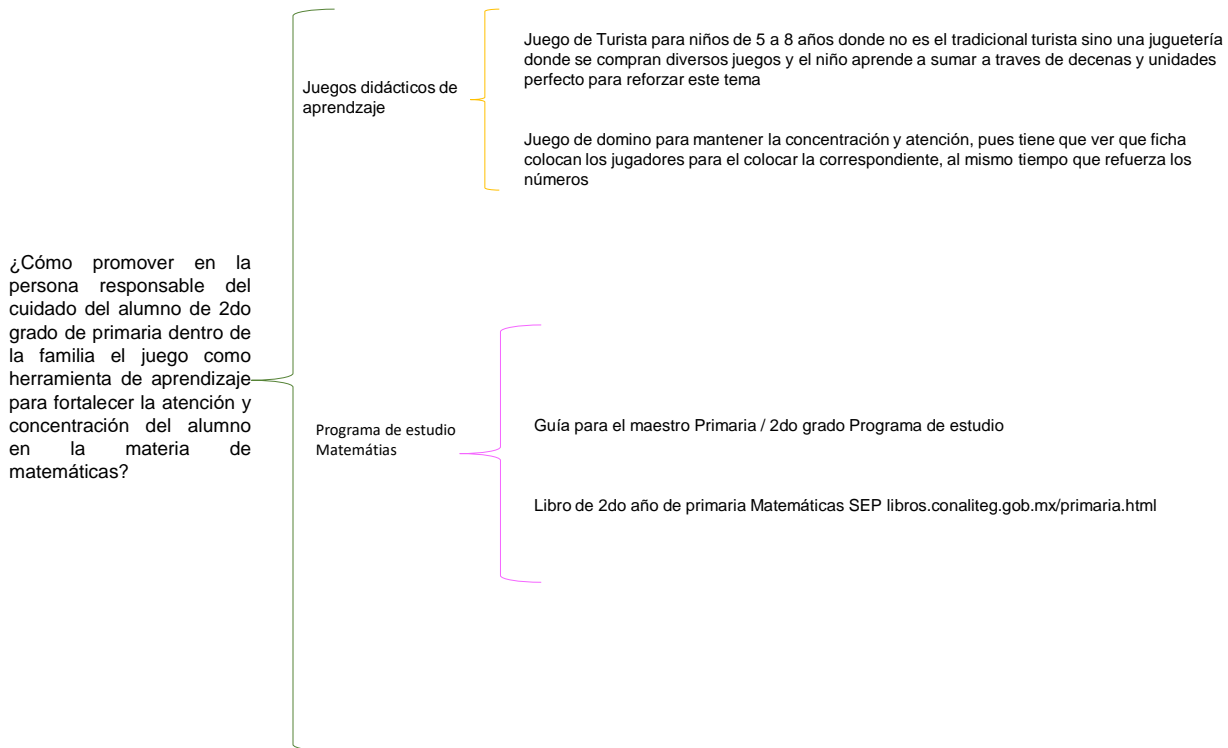 Juego de Turista para niños de 5 a 8 años donde no es el tradicional turista sino una juguetería
donde se compran diversos juegos y el niño aprende a sumar a traves de decenas y unidades
perfecto para reforzar este tema
Juegos didácticos de
aprendzaje
Juego de domino para mantener la concentración y atención, pues tiene que ver que ficha
colocan los jugadores para el colocar la correspondiente, al mismo tiempo que refuerza los
números
¿Cómo promover en la
persona responsable del
cuidado del alumno de 2do
grado de primaria dentro de
la familia el juego como
herramienta de aprendizaje
para fortalecer la atención y
concentración del alumno
en la materia de
matemáticas?
Programa de estudio
Matemátias
Guía para el maestro Primaria / 2do grado Programa de estudio
Libro de 2do año de primaria Matemáticas SEP libros.conaliteg.gob.mx/primaria.html